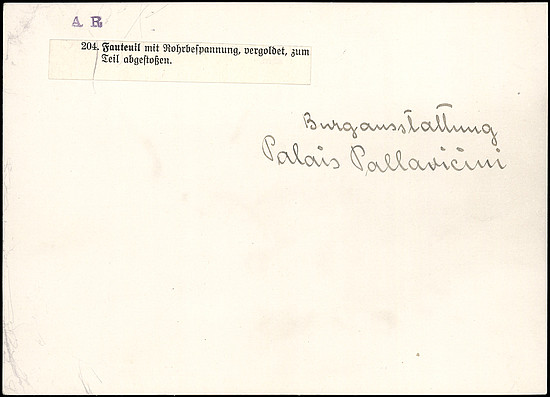 A R
204. Fauteuil mit Rohrbespannung, vergoldet, zum
Teil abgestoßen.
Burgausstattung
Palais Pallavicini